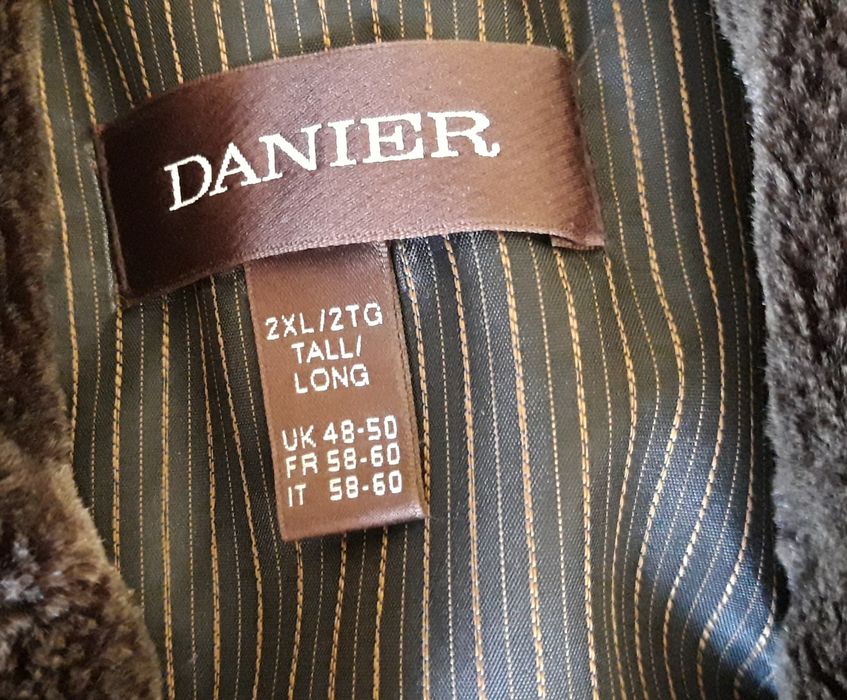 DANIER
2XL/2TG
TALL/
LONG
UK 48-50
FR 58-60
IT 58-60